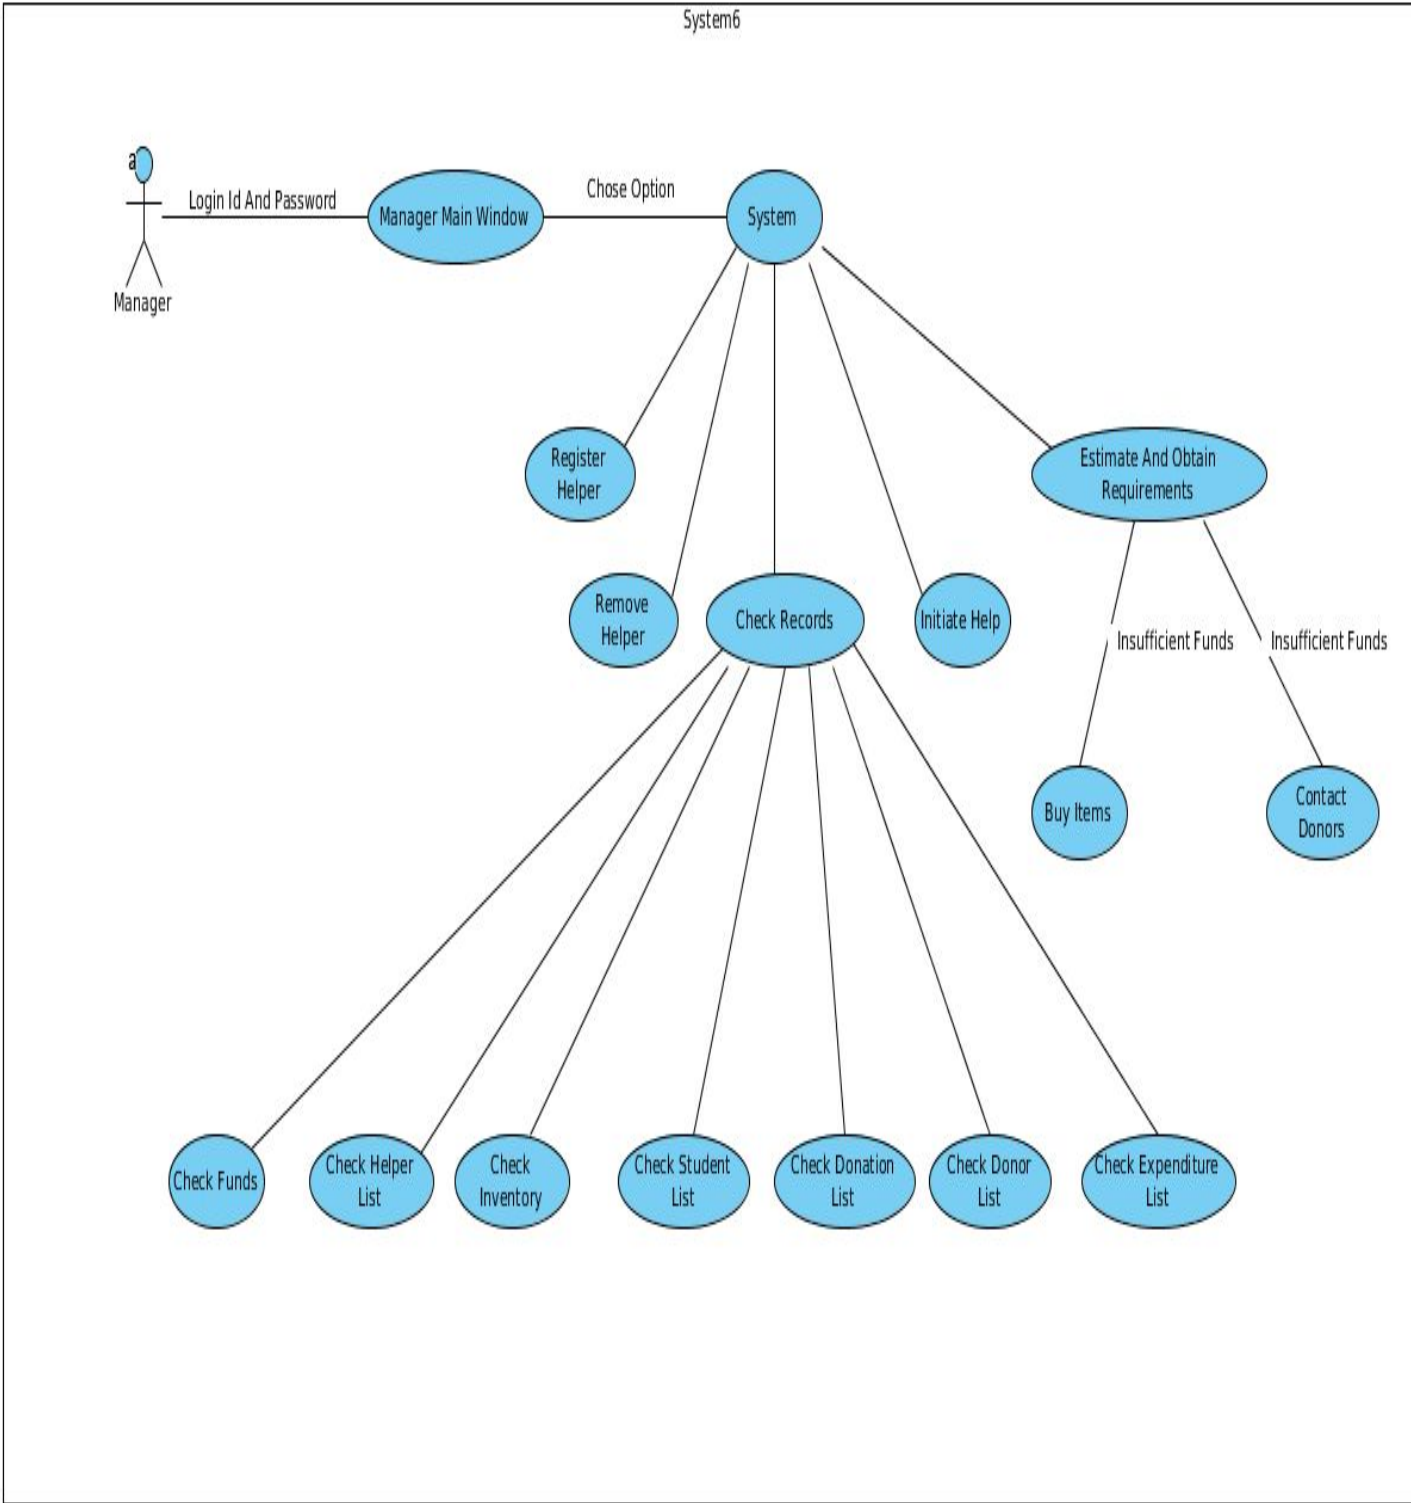 System6
a
Login Id And Password
Manager Main Window
Chose Option
System
Manager
Register
Helper
Estimate And Obtain
Requirements
Remove
Helper
Check Records
Initiate Help
Insufficient Funds
Insufficient Funds
Buy Items
Contact
Donors
Check Funds
Check Helper
List
Check
Inventory
Check Student
List
Check Donation
List
Check Donor
List
Check Expenditure
List